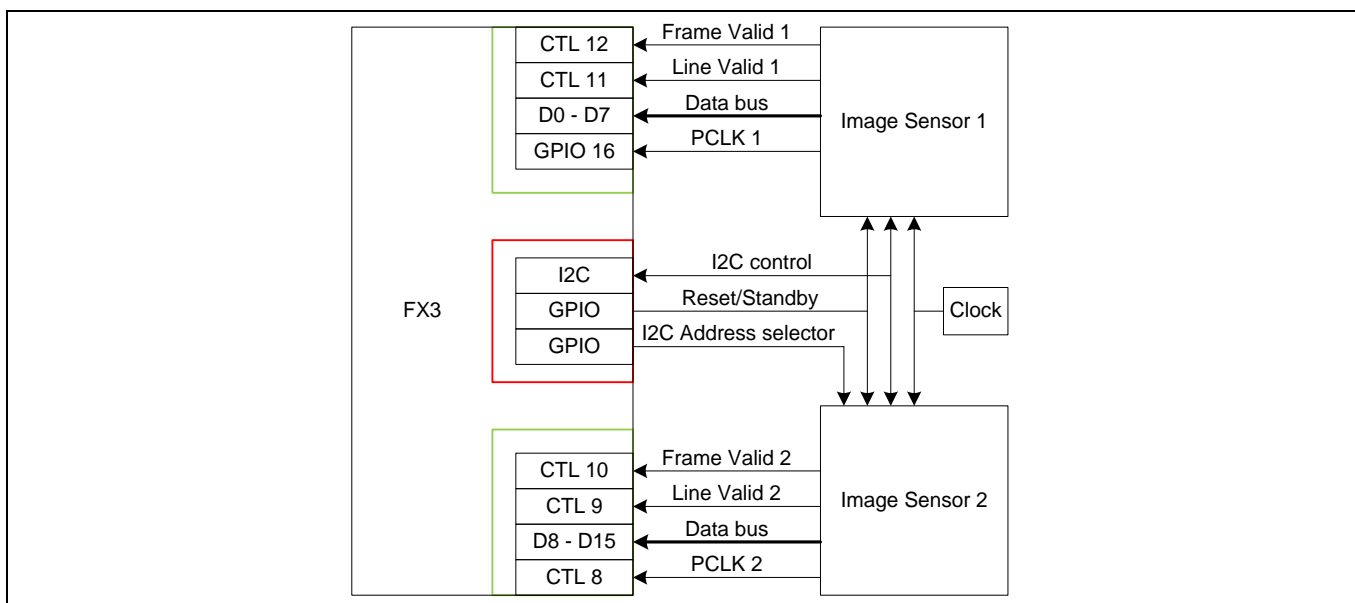 Frame Valid 1
CTL 12
Line Valid 1
CTL 11
Data bus
D0 - D7
Image Sensor 1
PCLK 1
GPIO 16
I2C control
I2C
Reset/Standby
FX3
GPIO
Clock
I2C Address selector
GPIO
Frame Valid 2
CTL 10
Line Valid 2
CTL 9
Image Sensor 2
Data bus
D8 - D15
PCLK 2
CTL 8